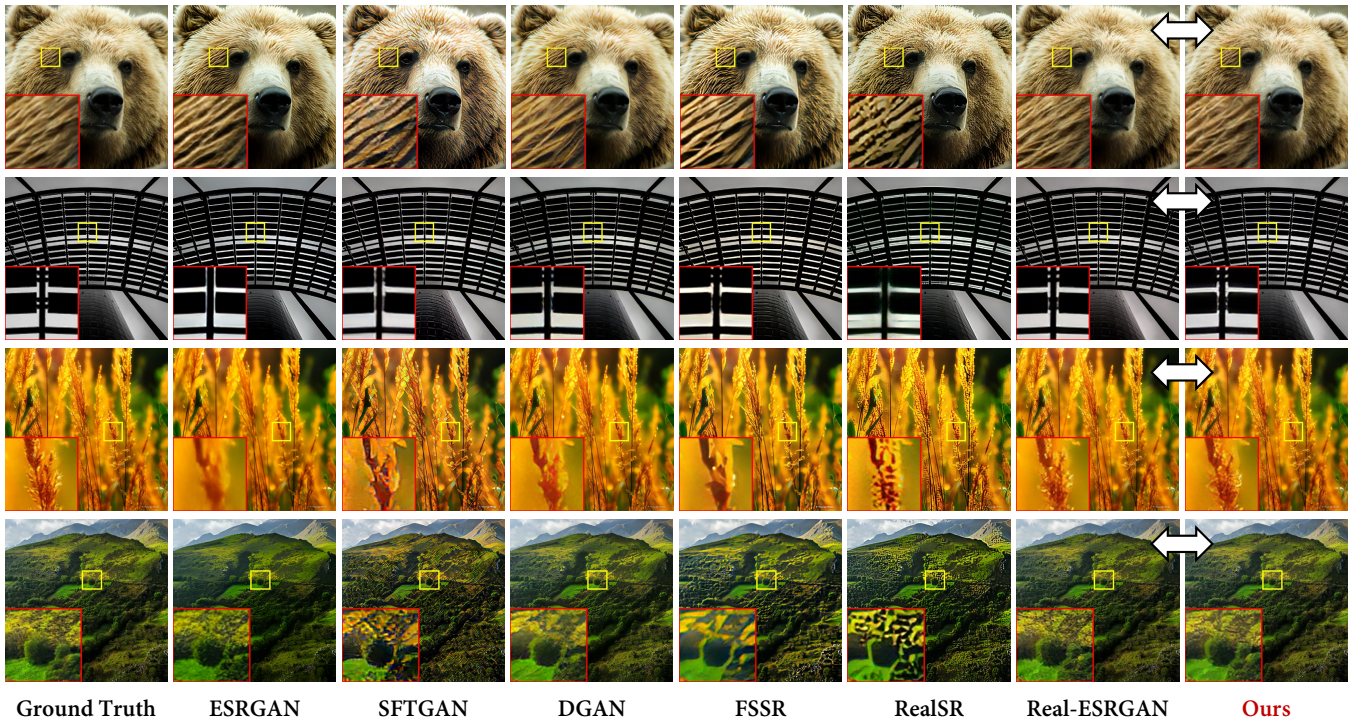 Ground Truth
ESRGAN
SFTGAN
DGAN
FSSR
RealSR
Real-ESRGAN
Ours